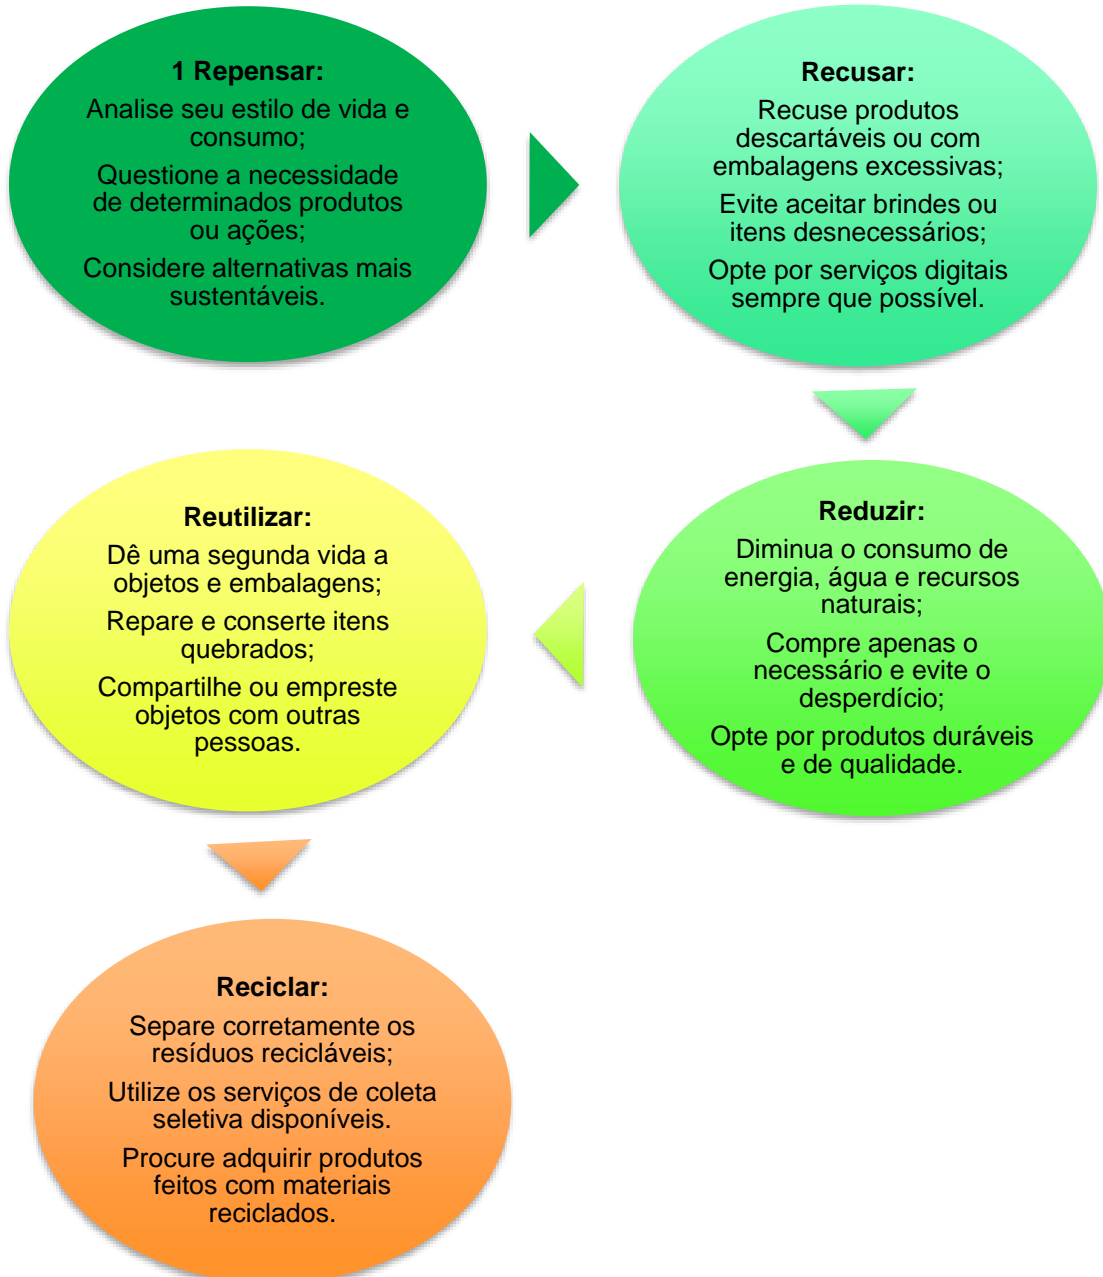 1 Repensar:
Analise seu estilo de vida e
consumo;
Questione a necessidade
de determinados produtos
ou ações;
Considere alternativas mais
sustentáveis.
Recusar:
Recuse produtos
descartáveis ou com
embalagens excessivas;
Evite aceitar brindes ou
itens desnecessários;
Opte por serviços digitais
sempre que possível.
Reduzir:
Diminua o consumo de
energia, água e recursos
naturais;
Compre apenas o
necessário e evite o
desperdício;
Opte por produtos duráveis
e de qualidade.
Reutilizar:
Dê uma segunda vida a
objetos e embalagens;
Repare e conserte itens
quebrados;
Compartilhe ou empreste
objetos com outras
pessoas.
Reciclar:
Separe corretamente os
resíduos recicláveis;
Utilize os serviços de coleta
seletiva disponíveis.
Procure adquirir produtos
feitos com materiais
reciclados.